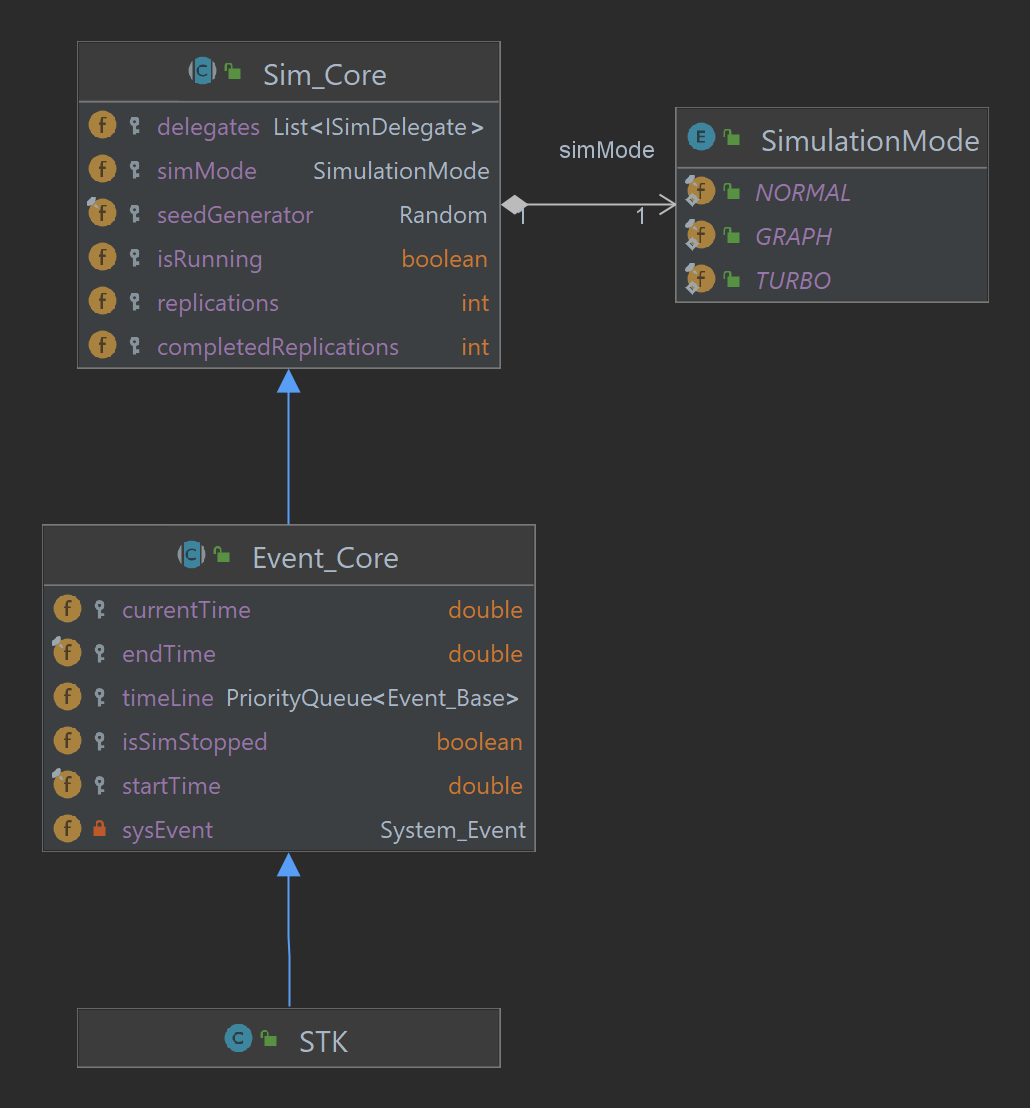 Sim_Core
delegates List<ISimDelegate>
simMode SimulationMode
seedGenerator Random
isRunning boolean
replications int
completedReplications int
simMode
1 1
SimulationMode
NORMAL
GRAPH
TURBO
Event_Core
currentTime double
endTime double
timeLine PriorityQueue<Event_Base>
isSimStopped boolean
startTime double
sysEvent System_Event
STK